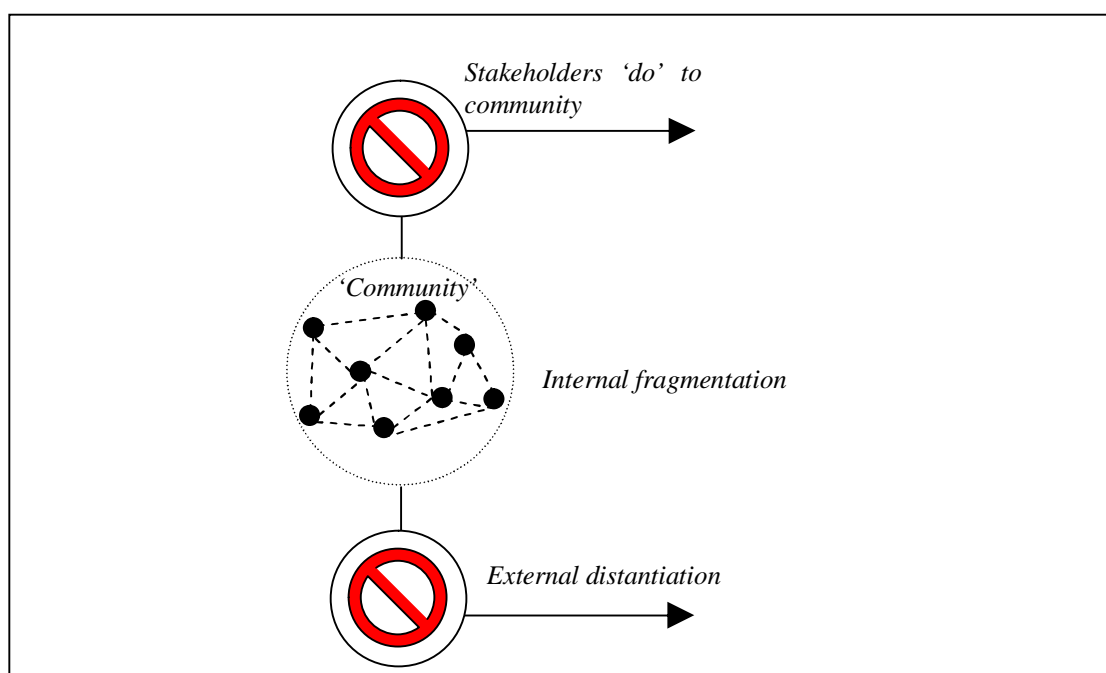 Stakeholders ‘do’ to
community
‘Community’
Internal fragmentation
External distantiation